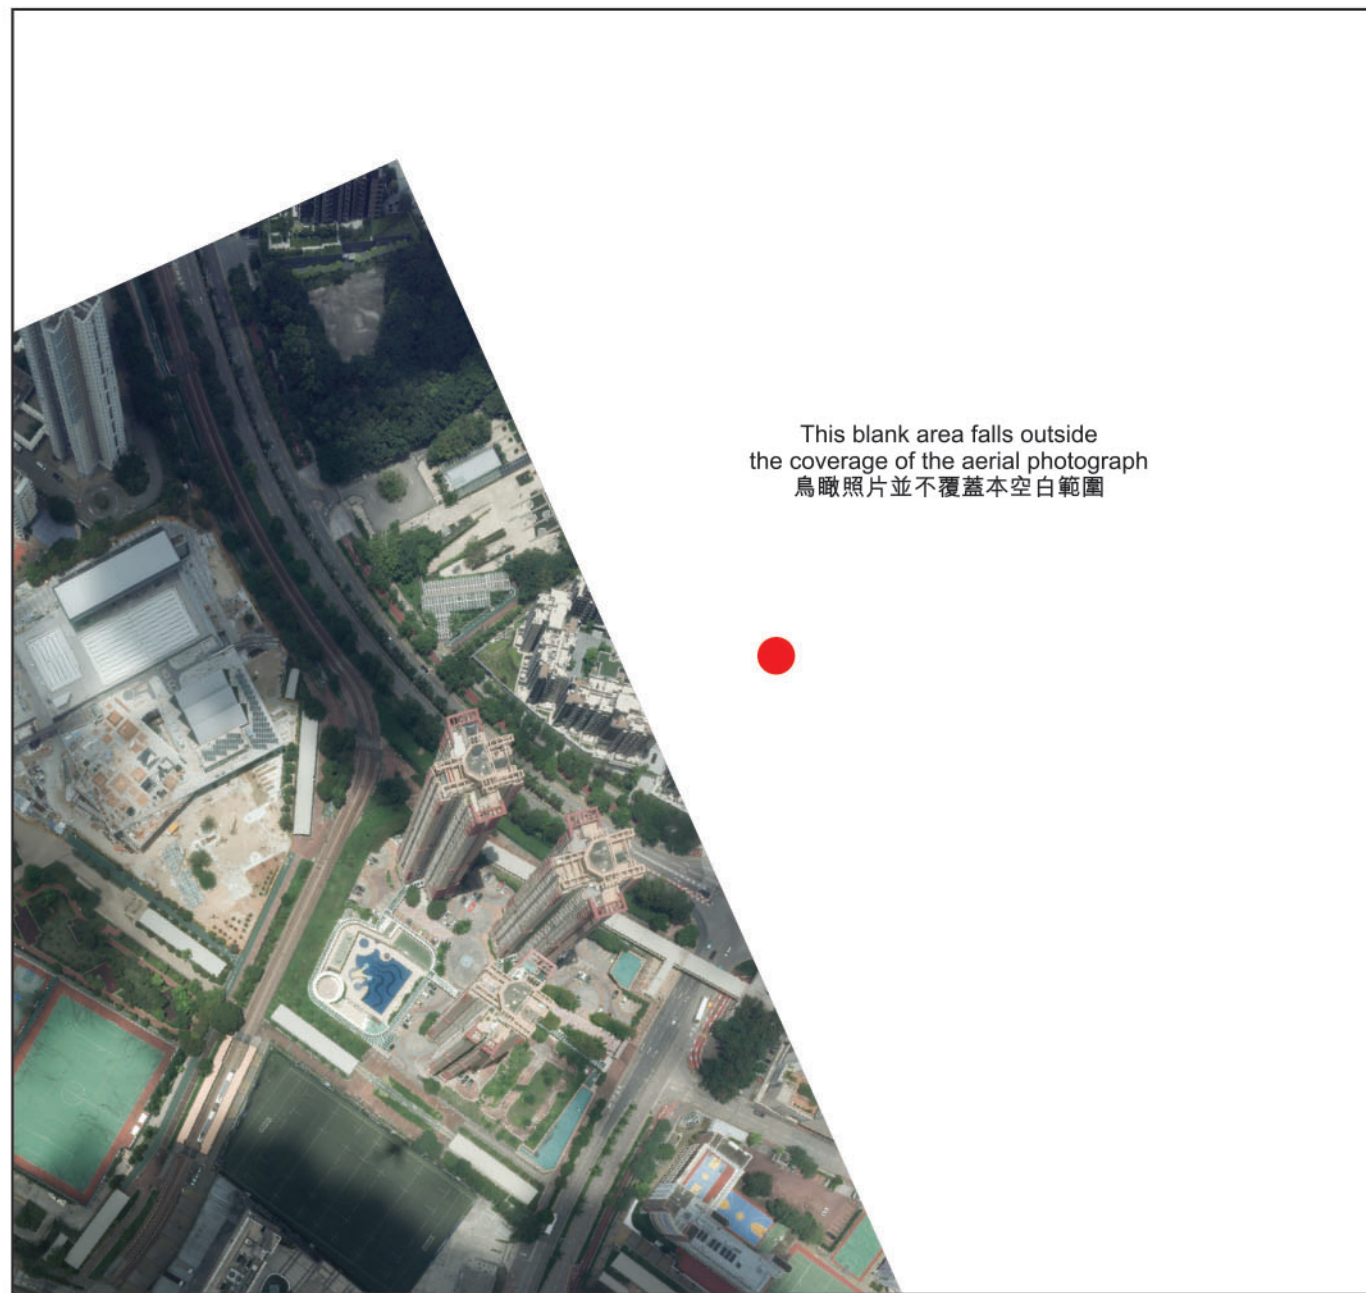 This blank area falls outside
the coverage of the aerial photograph
鳥瞰照片並不覆蓋本空白範圍